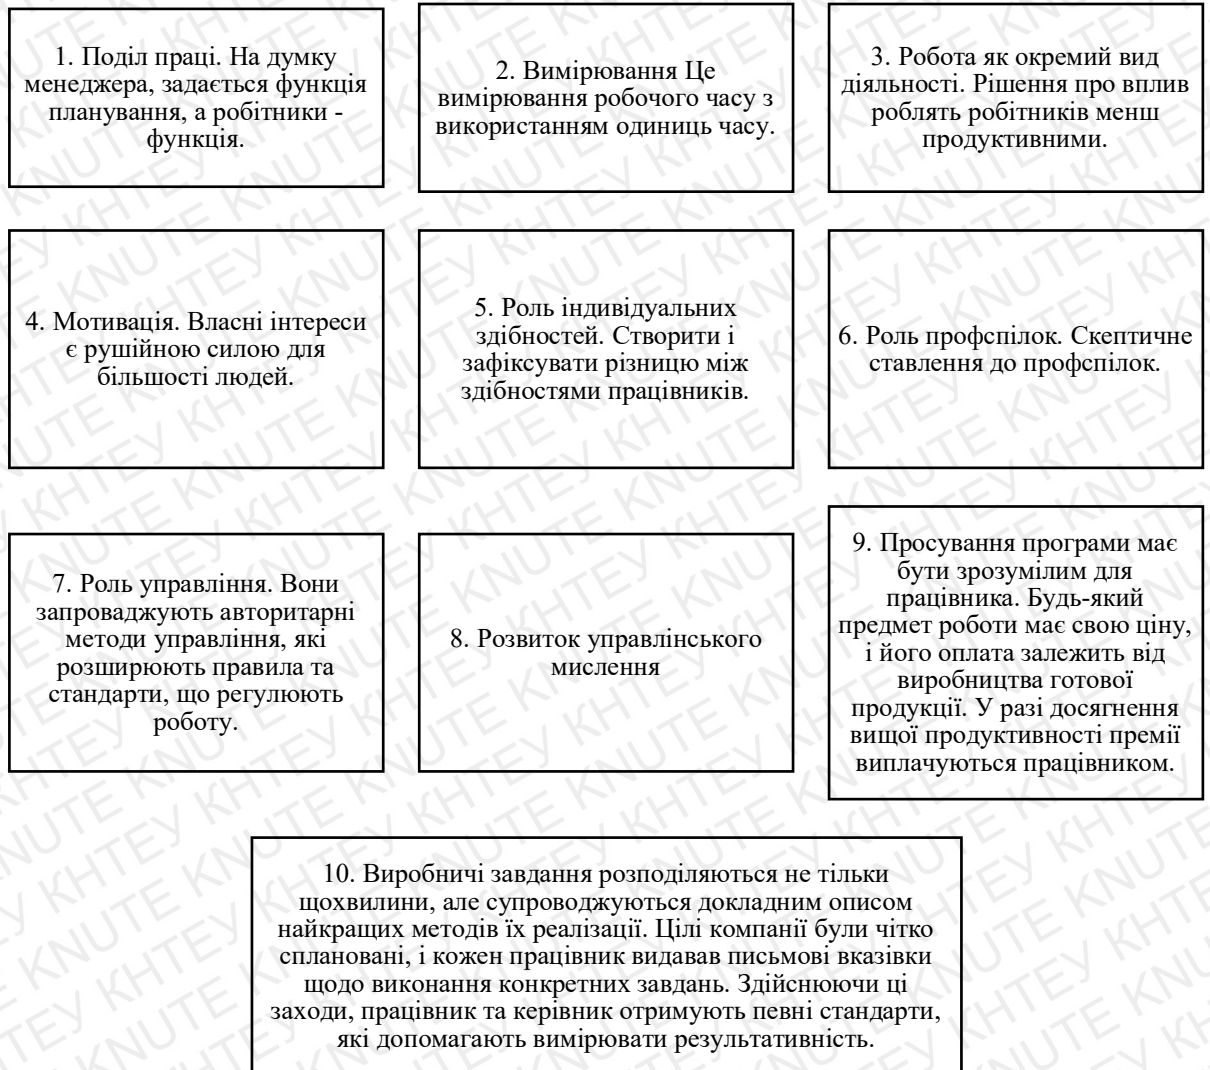 1. Поділ праці. На думку
менеджера, задається функція
планування, а робітники -
функція.
2. Вимірювання Це
вимірювання робочого часу з
використанням одиниць часу.
3. Робота як окремий вид
діяльності. Рішення про вплив
роблять робітників менш
продуктивними.
4. Мотивація. Власні інтереси
є рушійною силою для
більшості людей.
5. Роль індивідуальних
здібностей. Створити і
зафіксувати різницю між
здібностями працівників.
6. Роль профспілок. Скептичне
ставлення до профспілок.
7. Роль управління. Вони
запроваджують авторитарні
методи управління, які
розширюють правила та
стандарти, що регулюють
роботу.
8. Розвиток управлінського
мислення
9. Просування програми має
бути зрозумілим для
працівника. Будь-який
предмет роботи має свою ціну,
і його оплата залежить від
виробництва готової
продукції. У разі досягнення
вищої продуктивності премії
виплачуються працівником.
10. Виробничі завдання розподіляються не тільки
щохвилини, але супроводжуються докладним описом
найкращих методів їх реалізації. Цілі компанії були чітко
сплановані, і кожен працівник видавав письмові вказівки
щодо виконання конкретних завдань. Здійснюючи ці
заходи, працівник та керівник отримують певні стандарти,
які допомагають вимірювати результативність.